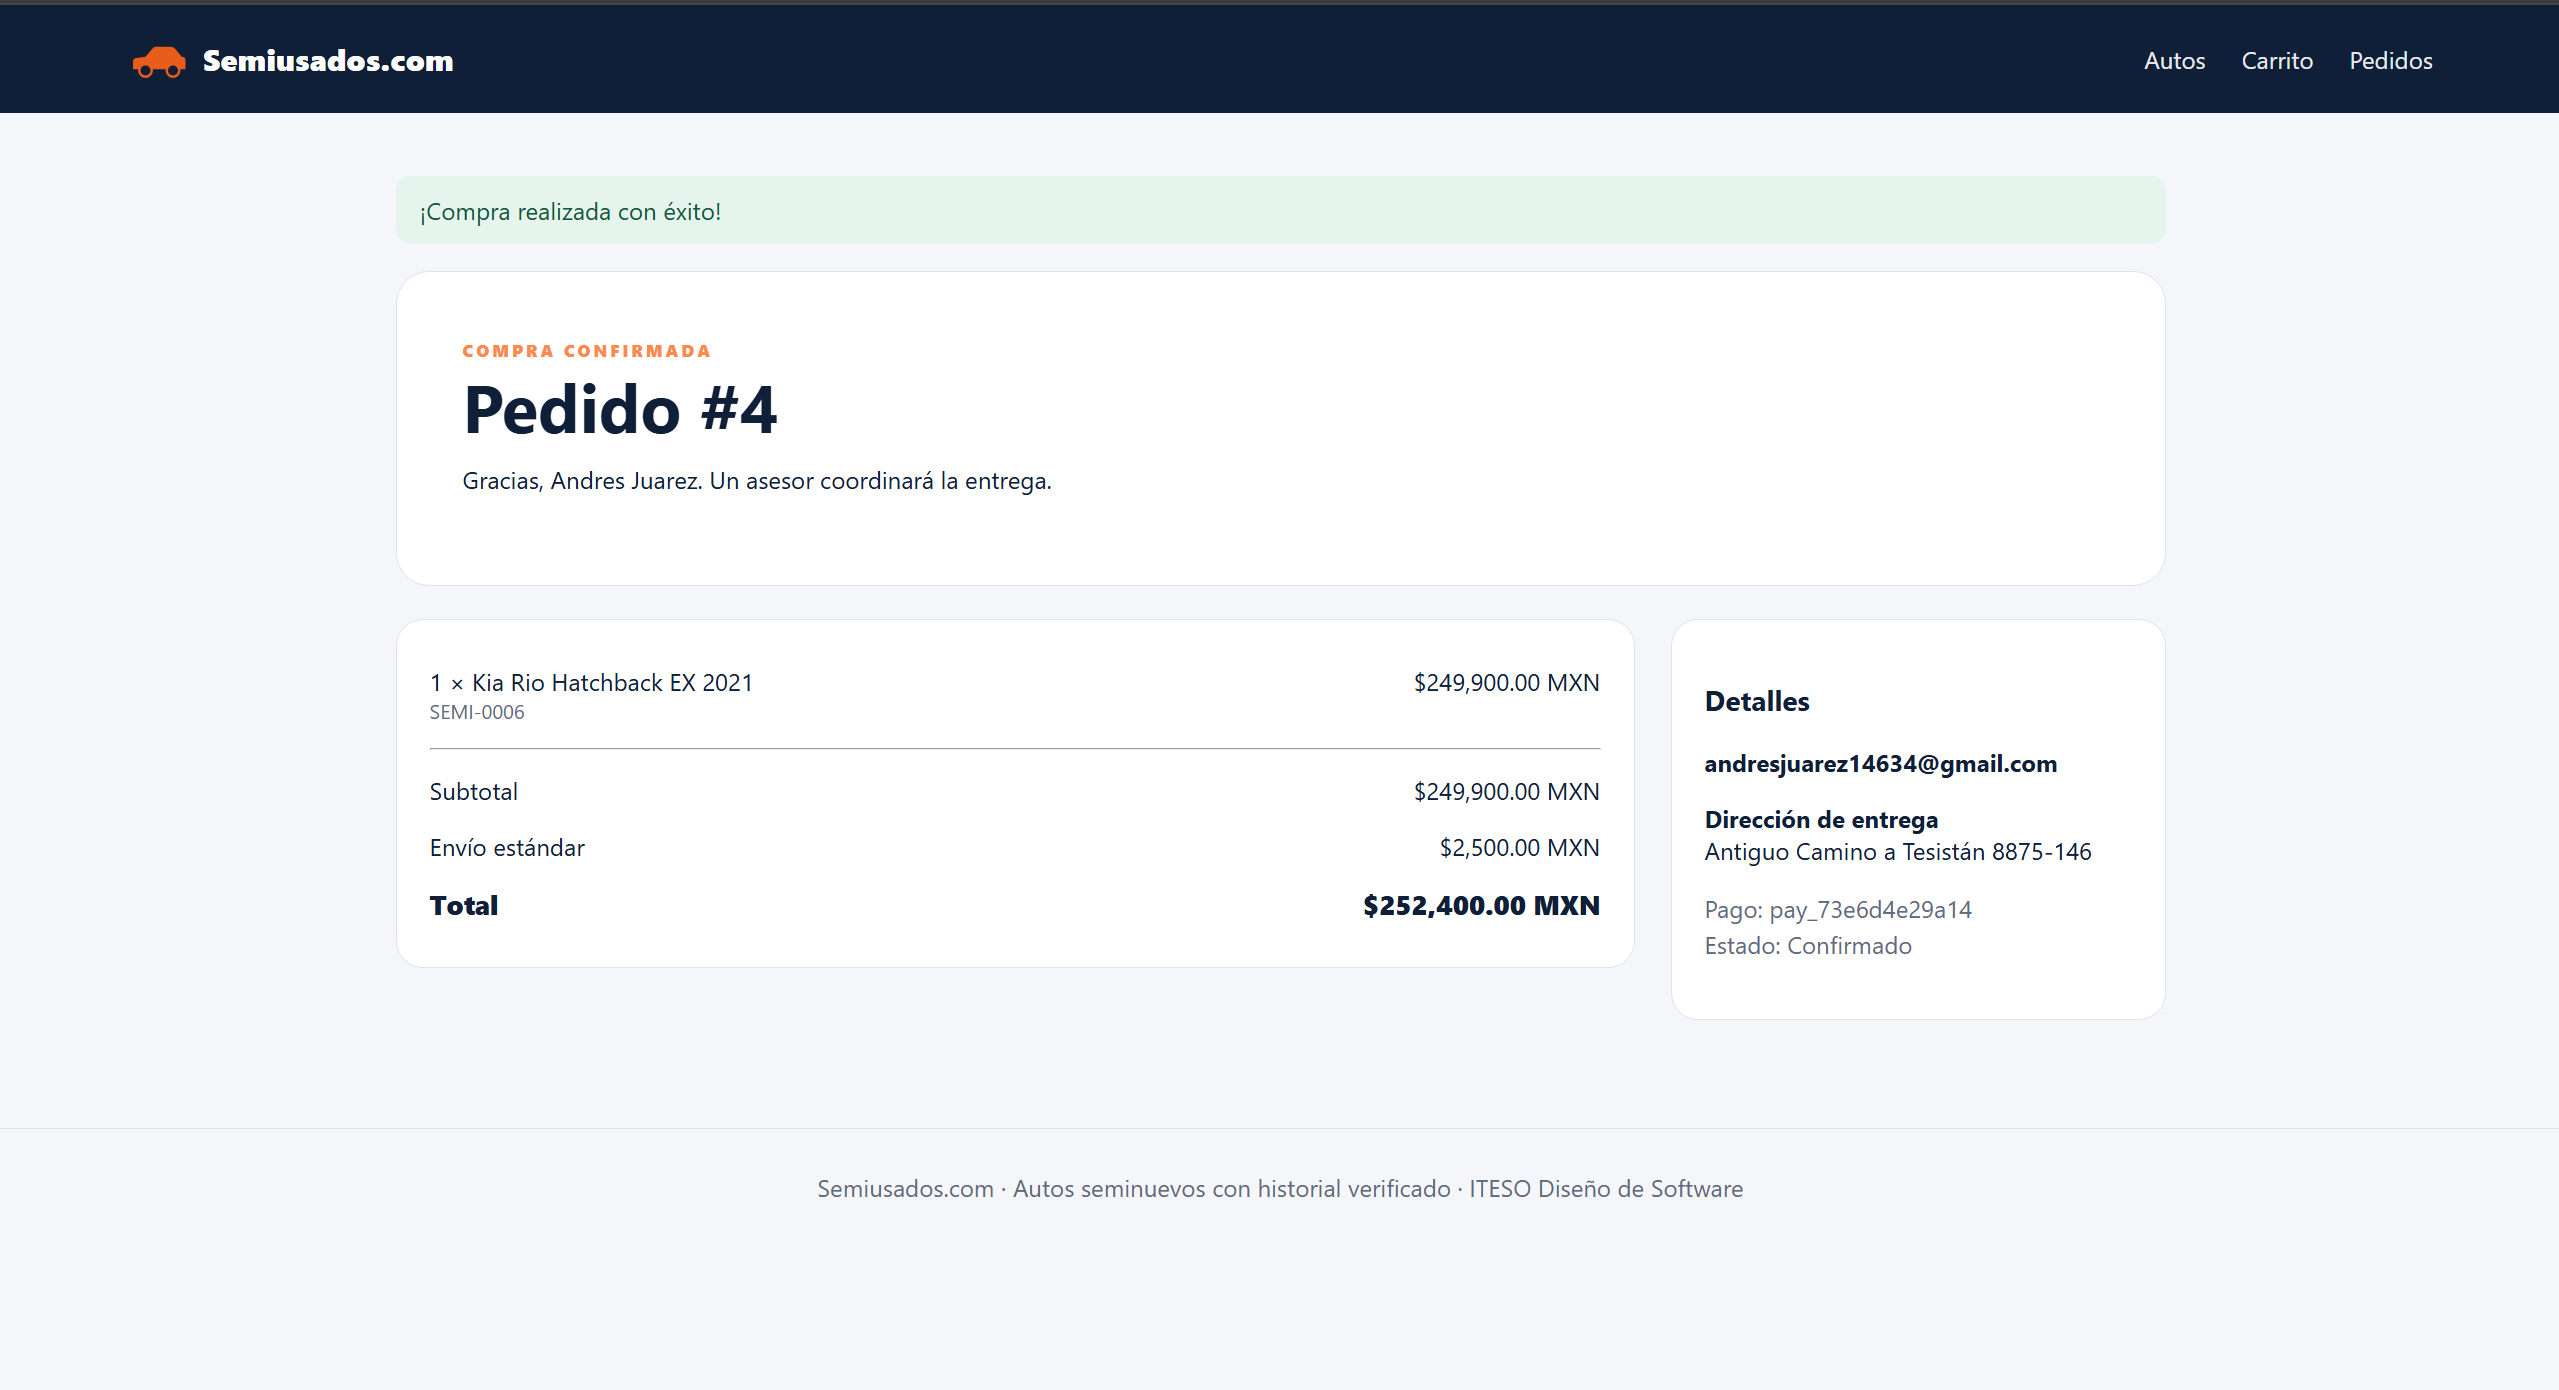 Semiusados.com
Autos Carrito Pedidos
¡Compra realizada con éxito!
COMPRA CONFIRMADA
Pedido #4
Gracias, Andres Juarez. Un asesor coordinará la entrega.
1 × Kia Rio Hatchback EX 2021 $249,900.00 MXN
SEMI-0006
Subtotal $249,900.00 MXN
Envío estándar $2,500.00 MXN
Total $252,400.00 MXN
Detalles
andresjuarez14634@gmail.com
Dirección de entrega
Antiguo Camino a Tesistán 8875-146
Pago: pay_73e6d4e29a14
Estado: Confirmado
Semiusados.com · Autos seminuevos con historial verificado · ITESO Diseño de Software